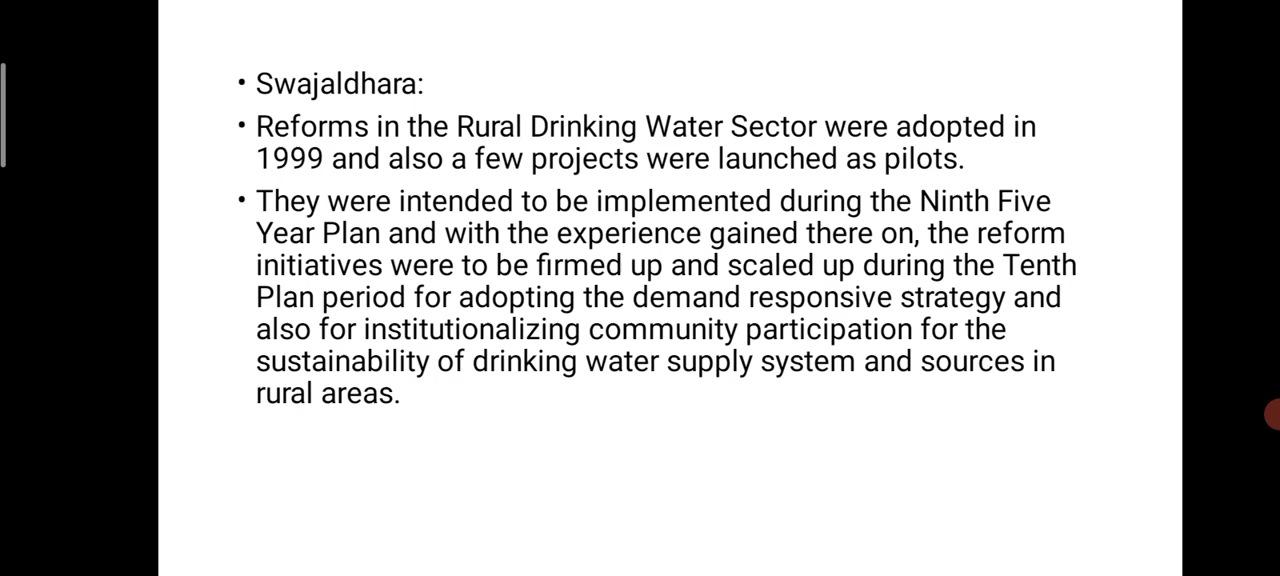 • Swajaldhara:
• Reforms in the Rural Drinking Water Sector were adopted in
1999 and also a few projects were launched as pilots.
• They were intended to be implemented during the Ninth Five
Year Plan and with the experience gained there on, the reform
initiatives were to be firmed up and scaled up during the Tenth
Plan period for adopting the demand responsive strategy and
also for institutionalizing community participation for the
sustainability of drinking water supply system and sources in
rural areas.